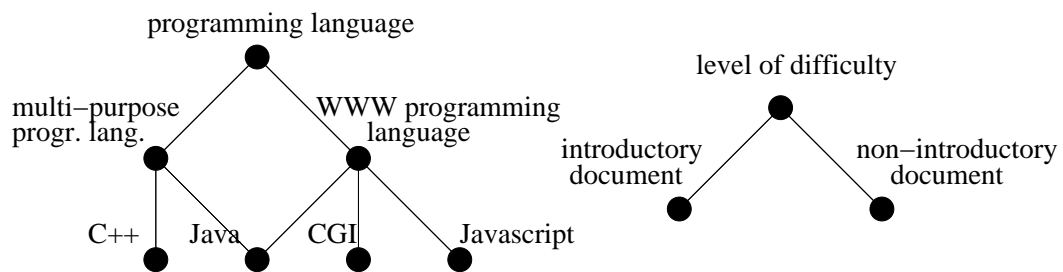 programming language
multi−purpose
progr. lang.
WWW programming
language
C++
Java
CGI
Javascript
level of difficulty
introductory
document
non−introductory
document